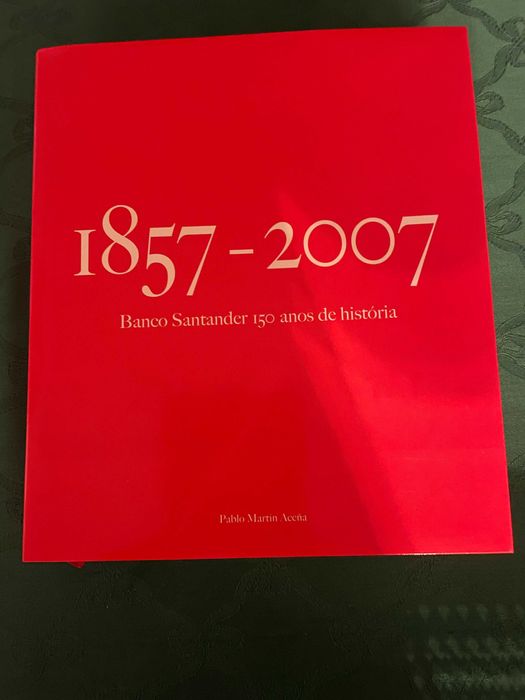 1857-2007
Banco Santander 150 anos de história
Pablo Martín Aceña